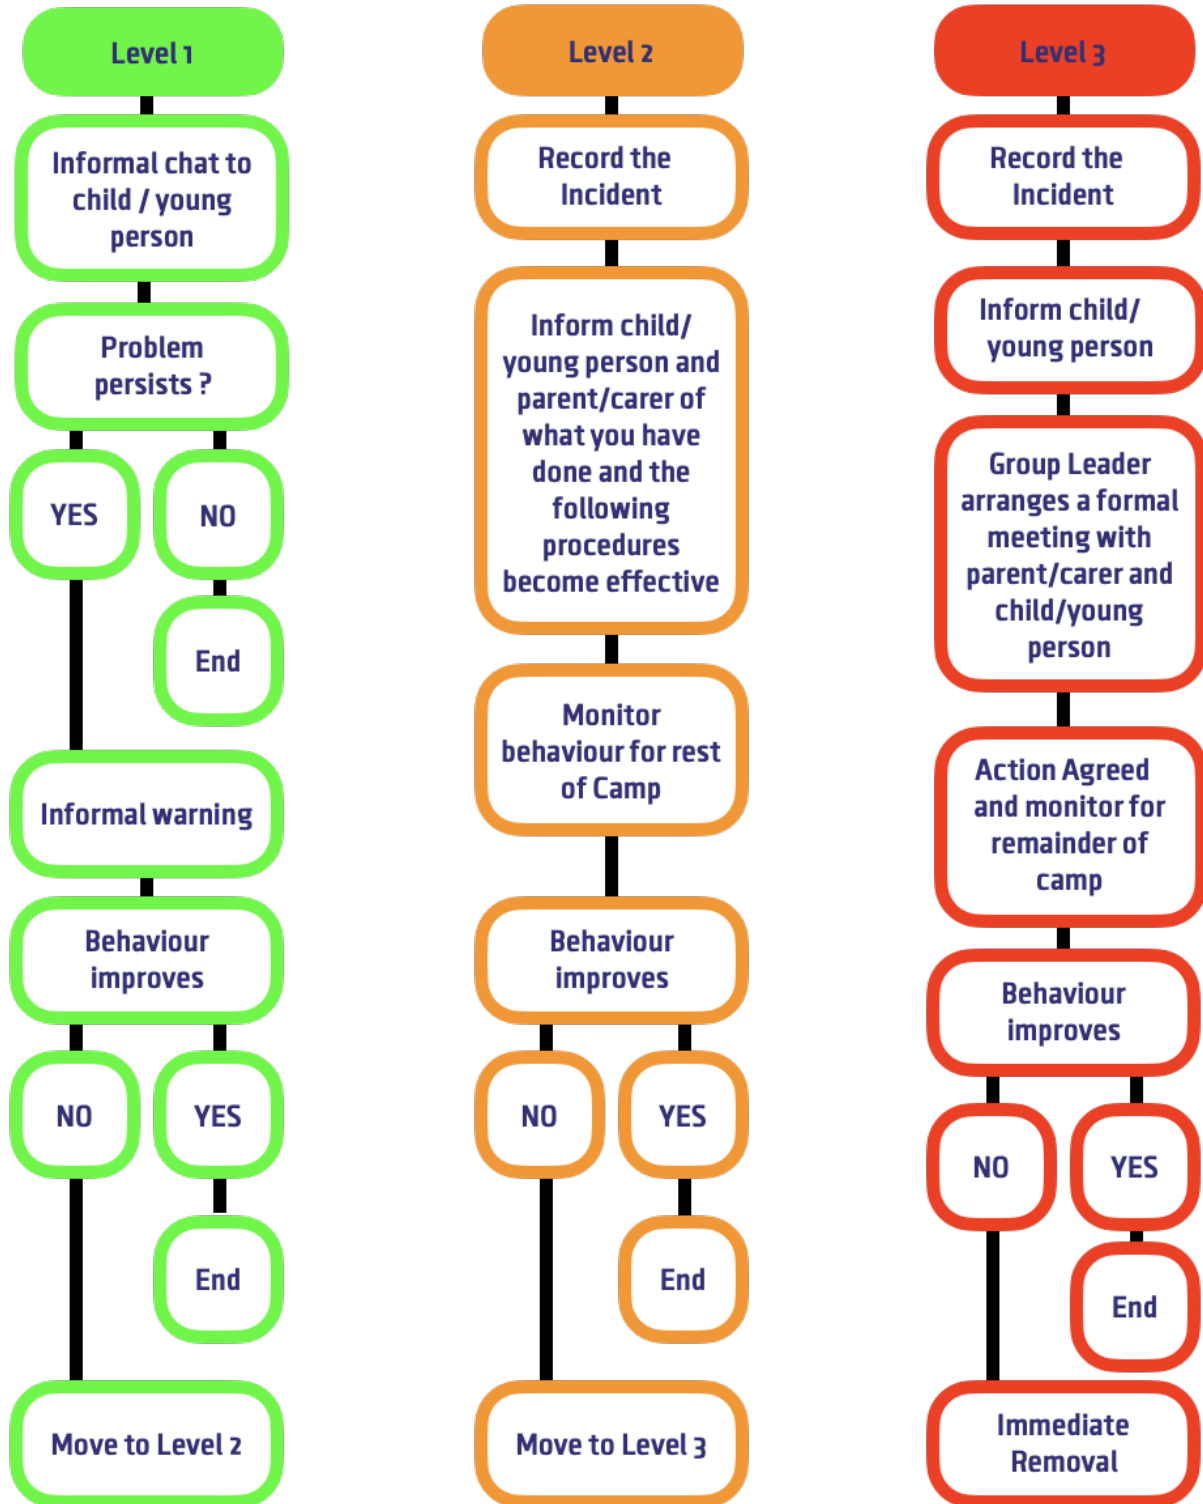 Level 1
Informal chat to
child / young
person
Problem
persists ?
YES
NO
End
Informal warning
Behaviour
improves
NO
YES
End
Move to Level 2
Level 2
Record the
Incident
Inform child/
young person and
parent/carer of
what you have
done and the
following
procedures
become effective
Monitor
behaviour for rest
of Camp
Behaviour
improves
NO
YES
End
Move to Level 3
Level 3
Record the
Incident
Inform child/
young person
Group Leader
arranges a formal
meeting with
parent/carer and
child/young
person
Action Agreed
and monitor for
remainder of
camp
Behaviour
improves
NO
YES
End
Immediate
Removal